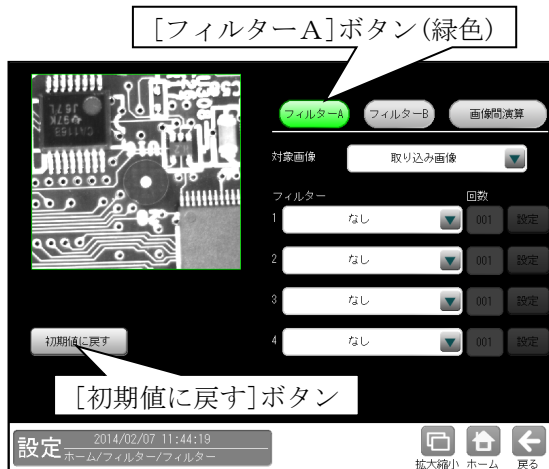 [フィルターA]ボタン(緑色)
フィルターA フィルターB 画像間演算
対象画像 取り込み画像
フィルター 回数
1 なし 001 設定
2 なし 001 設定
3 なし 001 設定
4 なし 001 設定
初期値に戻す
[初期値に戻す]ボタン
設定 2014/02/07 11:44:19
ホーム/フィルター/フィルター
拡大縮小 ホーム 戻る